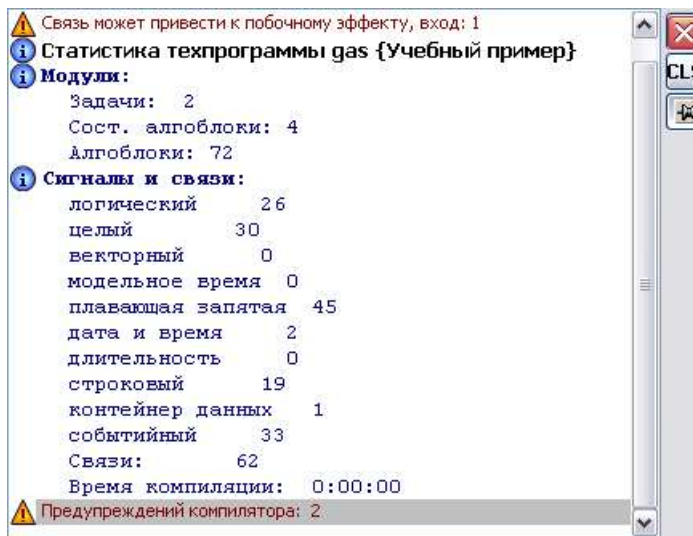 Связь может привести к побочному эффекту, вход: 1
Статистика техпрограммы gas {Учебный пример}
Модули:
Задачи: 2
Сост. алгоблоки: 4
Алгоблоки: 72
Сигналы и связи:
логический 26
целый 30
векторный 0
модельное время 0
плавающая запятая 45
дата и время 2
длительность 0
строковый 19
контейнер данных 1
событийный 33
Связи: 62
Время компиляции: 0:00:00
Предупреждений компилятора: 2